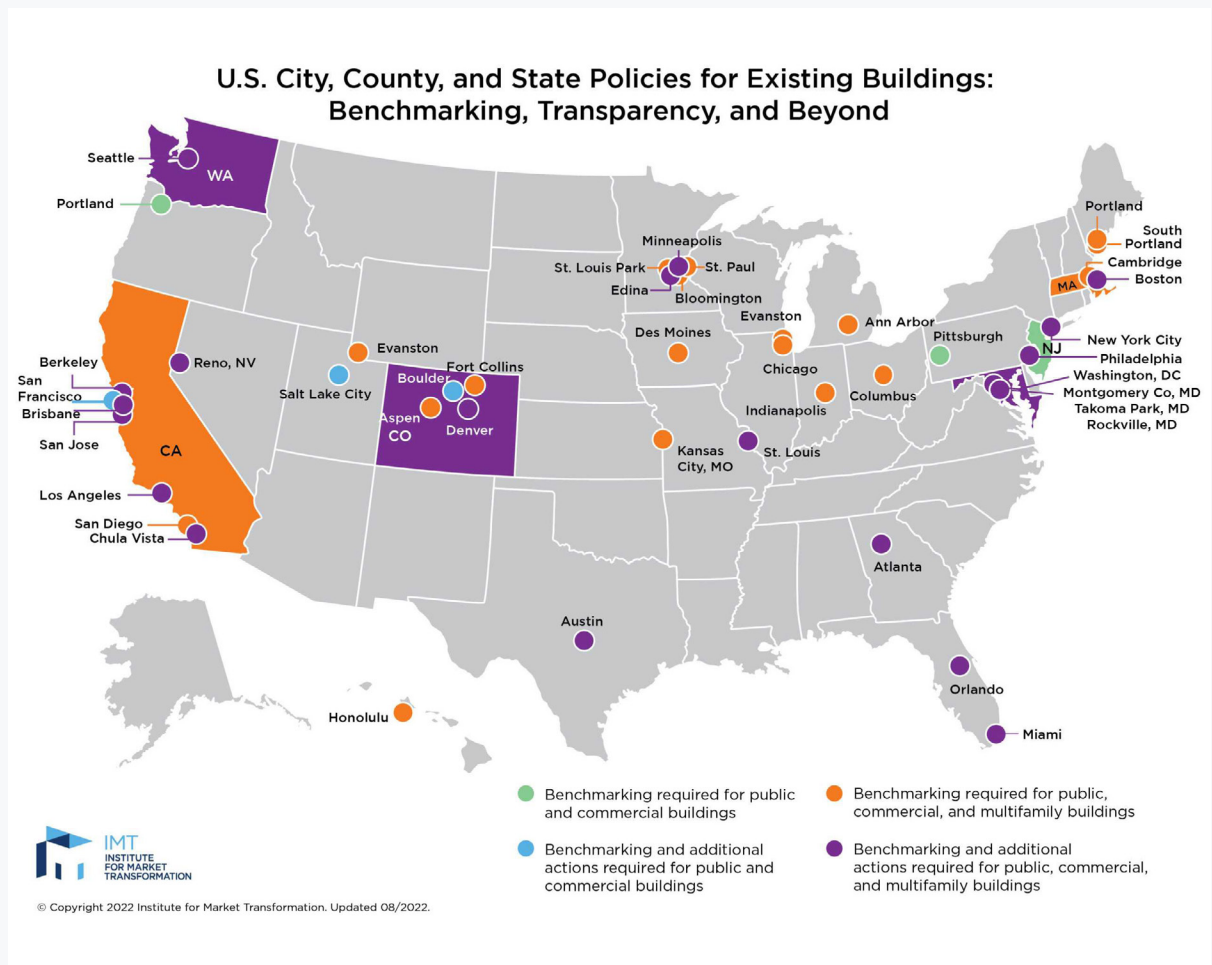 U.S. City, County, and State Policies for Existing Buildings:
Benchmarking, Transparency, and Beyond
Seattle
WA
Portland
Portland
South
Portland
Cambridge
MA
Boston
Minneapolis
St. Louis Park
St. Paul
Edina
Bloomington
Evanston
Ann Arbor
Des Moines
Chicago
Pittsburgh
New York City
NJ
Philadelphia
Washington, DC
Montgomery Co, MD
Takoma Park, MD
Rockville, MD
Berkeley
San
Francisco
Brisbane
San Jose
Reno, NV
Evanston
Salt Lake City
Fort Collins
Boulder
Aspen
CO
Denver
Indianapolis
Columbus
Kansas
City, MO
St. Louis
CA
Los Angeles
San Diego
Chula Vista
Atlanta
Austin
Orlando
Honolulu
Miami
Benchmarking required for public
and commercial buildings
Benchmarking required for public,
commercial, and multifamily buildings
Benchmarking and additional
actions required for public and
commercial buildings
Benchmarking and additional
actions required for public, commercial,
and multifamily buildings
IMT
INSTITUTE
FOR MARKET
TRANSFORMATION
© Copyright 2022 Institute for Market Transformation. Updated 08/2022.